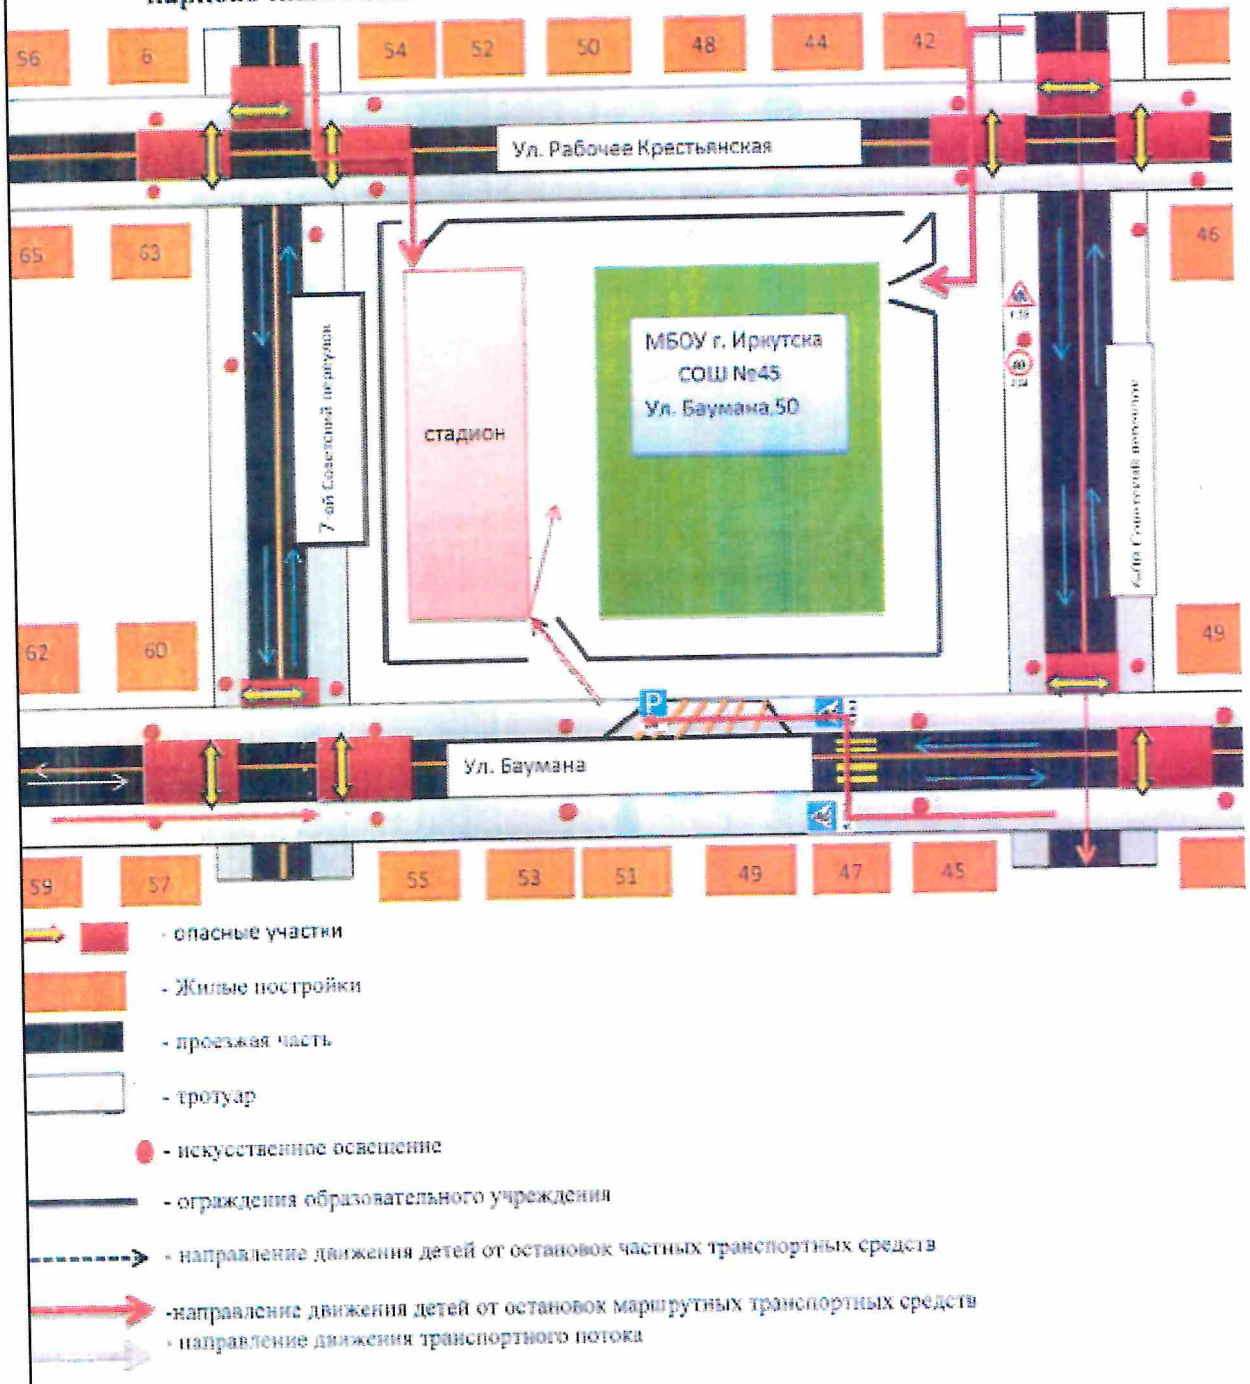 56 6 54 52 50 48 44 42
Ул. Рабочее Крестьянская
65 63 46
МБОУ г. Иркутска
СОШ №45
Ул. Баумана,50
стадион
7-ой Советский
62 60 49
P
Ул. Баумана
59 57 55 53 51 49 47 45
- опасные участки
- Жилые постройки
- проезжая часть
- тротуар
- искусственное освещение
- ограждения образовательного учреждения
- направление движения детей от остановок частных транспортных средств
-направление движения детей от остановок маршрутных транспортных средств
- направление движения транспортного потока